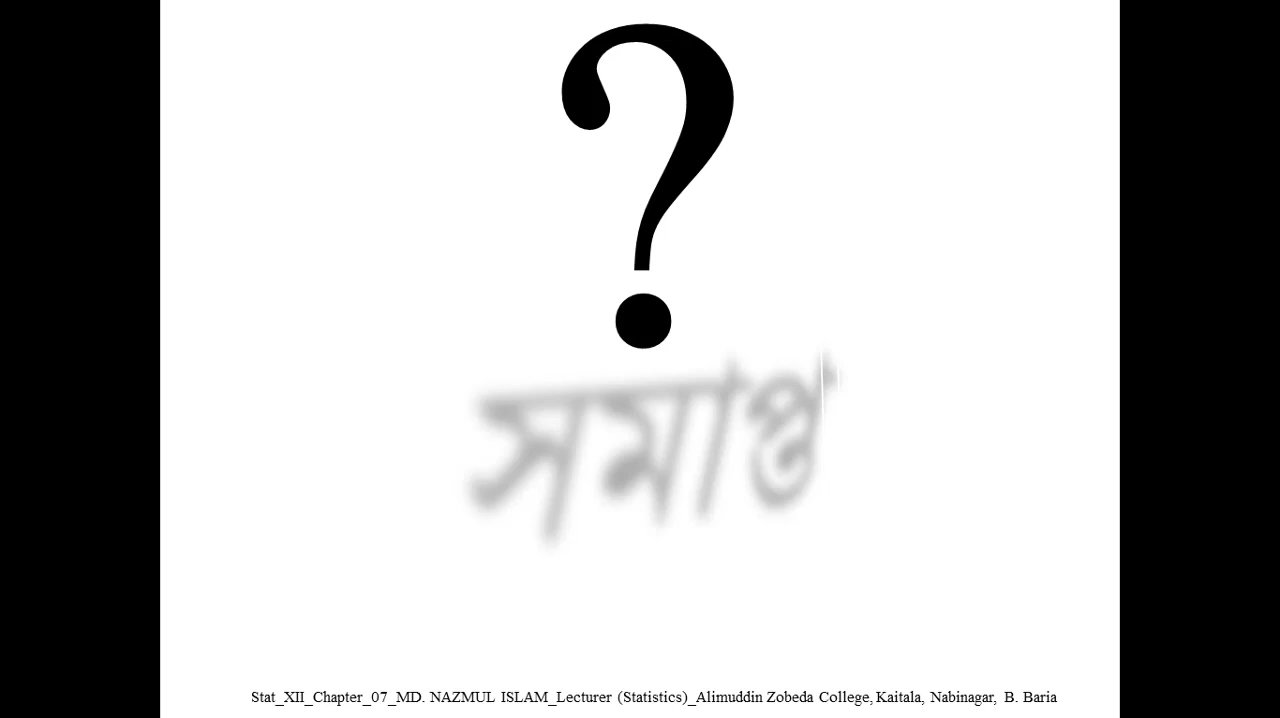 ?
সমাপ্ত
Stat_XII_Chapter_07_MD. NAZMUL ISLAM_Lecturer (Statistics)_Alimuddin Zobeda College, Kaitala, Nabinagar, B. Baria